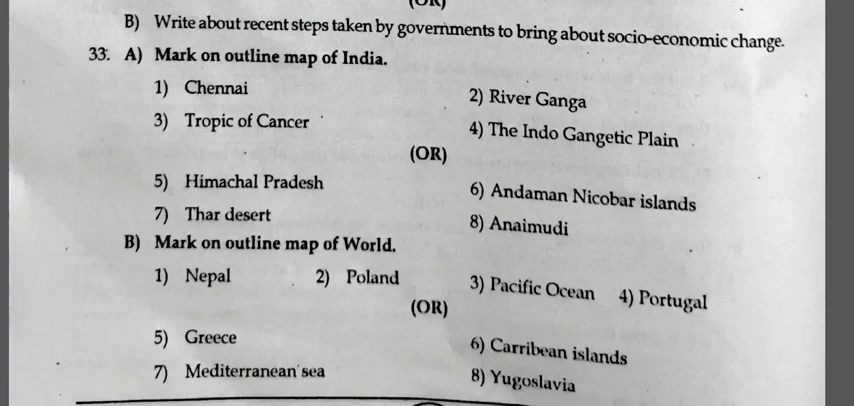 (OR)
B) Write about recent steps taken by governments to bring about socio-economic change.
33. A) Mark on outline map of India.
1) Chennai 2) River Ganga
3) Tropic of Cancer 4) The Indo Gangetic Plain
(OR)
5) Himachal Pradesh 6) Andaman Nicobar islands
7) Thar desert 8) Anaimudi
B) Mark on outline map of World.
1) Nepal 2) Poland 3) Pacific Ocean 4) Portugal
(OR)
5) Greece 6) Carribean islands
7) Mediterranean sea 8) Yugoslavia